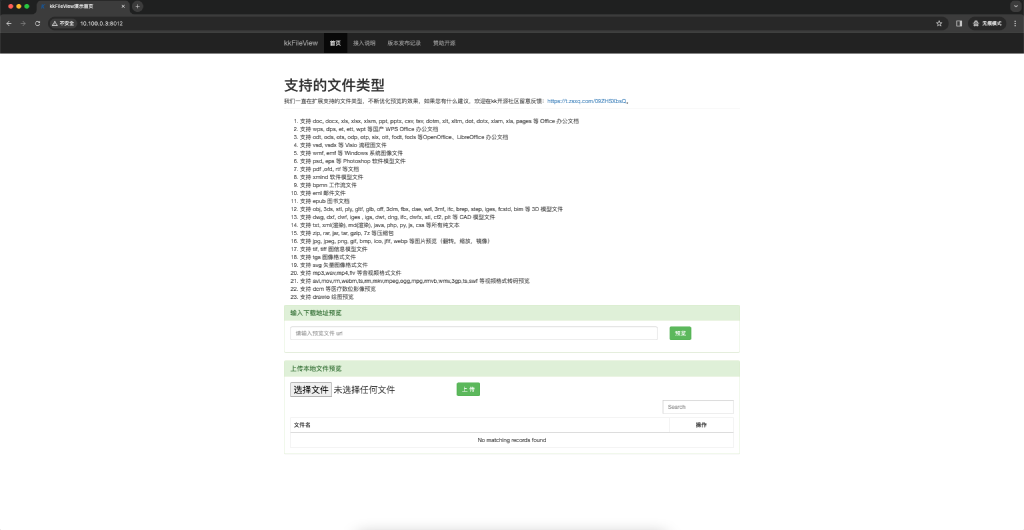 kkFileView演示首页
不安全 10.100.0.3:8012
无痕模式
kkFileView 首页 接入说明 版本发布记录 赞助开源
支持的文件类型
我们一直在扩展支持的文件类型，不断优化预览的效果，如果您有什么建议，欢迎在kk开源社区留意反馈：
1. 支持 doc, docx, xls, xlsx, xlsm, ppt, pptx, csv, tsv, dotm, xlt, xltm, dot, dotx, xlam, xla, pages 等 Office 办公文档
2. 支持 wps, dps, et, ett, wpt 等国产 WPS Office 办公文档
3. 支持 odt, ods, ots, odp, otp, six, ott, fodt, fods 等OpenOffice、LibreOffice 办公文档
4. 支持 vsd, vsdx 等 Visio 流程图文件
5. 支持 wmf, emf 等 Windows 系统图像文件
6. 支持 psd, eps 等 Photoshop 软件模型文件
7. 支持 pdf ,ofd, rtf 等文档
8. 支持 xmind 软件模型文件
9. 支持 bpmn 工作流文件
10. 支持 eml 邮件文件
11. 支持 epub 图书文档
12. 支持 obj, 3ds, stl, ply, gltf, glb, off, 3dm, fbx, dae, wrl, 3mf, ifc, brep, step, iges, fcstd, bim 等 3D 模型文件
13. 支持 dwg, dxf, dwf, iges , igs, dwt, dng, ifc, dwfx, stl, cf2, plt 等 CAD 模型文件
14. 支持 txt, xml(渲染), md(渲染), java, php, py, js, css 等所有纯文本
15. 支持 zip, rar, jar, tar, gzip, 7z 等压缩包
16. 支持 jpg, jpeg, png, gif, bmp, ico, jfif, webp 等图片预览（翻转，缩放，镜像）
17. 支持 tif, tiff 图信息模型文件
18. 支持 tga 图像格式文件
19. 支持 svg 矢量图像格式文件
20. 支持 mp3,wav,mp4,flv 等音视频格式文件
21. 支持 avi,mov,rm,webm,ts,rm,mkv,mpeg,ogg,mpg,rmvb,wmv,3gp,ts,swf 等视频格式转码预览
22. 支持 dcm 等医疗数位影像预览
23. 支持 drawio 绘图预览
输入下载地址预览
请输入预览文件 url 预览
上传本地文件预览
选择文件 未选择任何文件 上 传
Search
文件名 操作
No matching records found